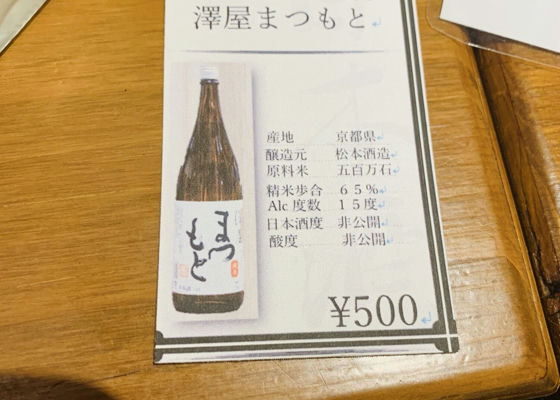 澤屋まつもと
産地 京都県
醸造元 松本酒造
原料米 五百万石
精米歩合 65%
Alc度数 15度
日本酒度 非公開
酸度 非公開
まつもと
¥500